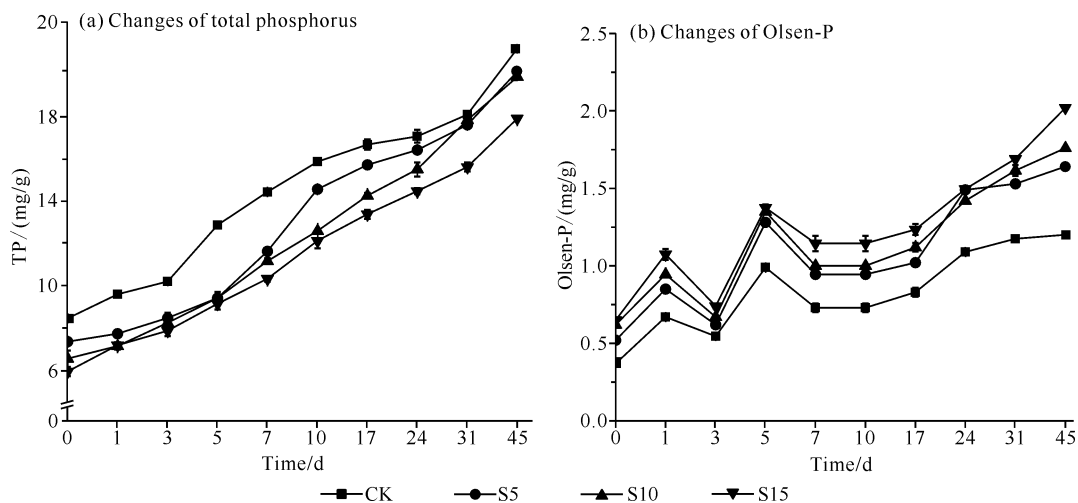 (a) Changes of total phosphorus
20
18
14
10
6
0
TP/(mg/g)
0 1 3 5 7 10 17 24 31 45
Time/d
(b) Changes of Olsen-P
2.5
2.0
1.5
1.0
0.5
0.0
Olsen-P/(mg/g)
0 1 3 5 7 10 17 24 31 45
Time/d
CK S5 S10 S15